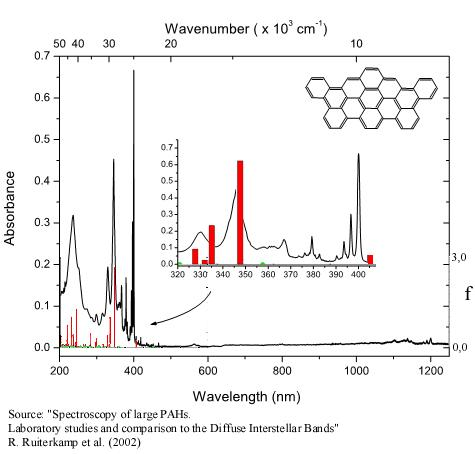 Wavenumber ( x 10³ cm⁻¹)
50 40 30 20 10
0.7
0.6
0.5
0.4
0.3
0.2
0.1
0.0
Absorbance
0.7
0.6
0.5
0.4
0.3
0.2
0.1
0.0
320 330 340 350 360 370 380 390 400
3,0
f
0,0
200 400 600 800 1000 1200
Wavelength (nm)
Source: "Spectroscopy of large PAHs.
Laboratory studies and comparison to the Diffuse Interstellar Bands"
R. Ruiterkamp et al. (2002)